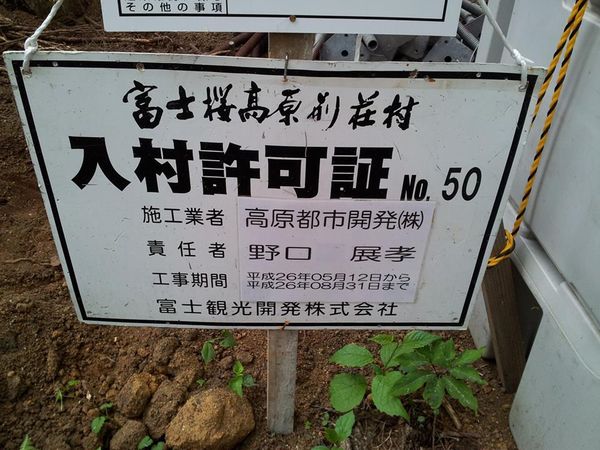 その他の事項
富士桜高原別荘村
入村許可証 No. 50
施工業者 高原都市開発㈱
責任者 野口 展孝
工事期間 平成26年05月12日から
平成26年08月31日まで
富士観光開発株式会社